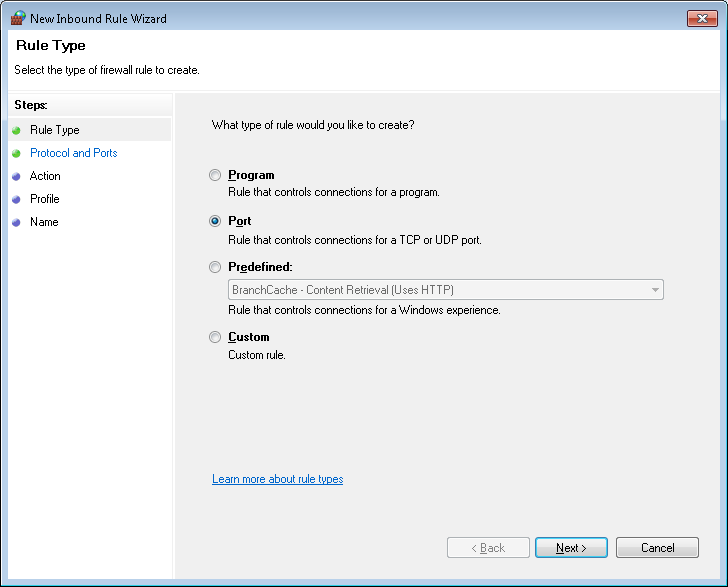 New Inbound Rule Wizard
Rule Type
Select the type of firewall rule to create.
Steps:
Rule Type
Protocol and Ports
Action
Profile
Name
What type of rule would you like to create?
Program
Rule that controls connections for a program.
Port
Rule that controls connections for a TCP or UDP port.
Predefined:
BranchCache - Content Retrieval (Uses HTTP)
Rule that controls connections for a Windows experience.
Custom
Custom rule.
Learn more about rule types
< Back
Next >
Cancel